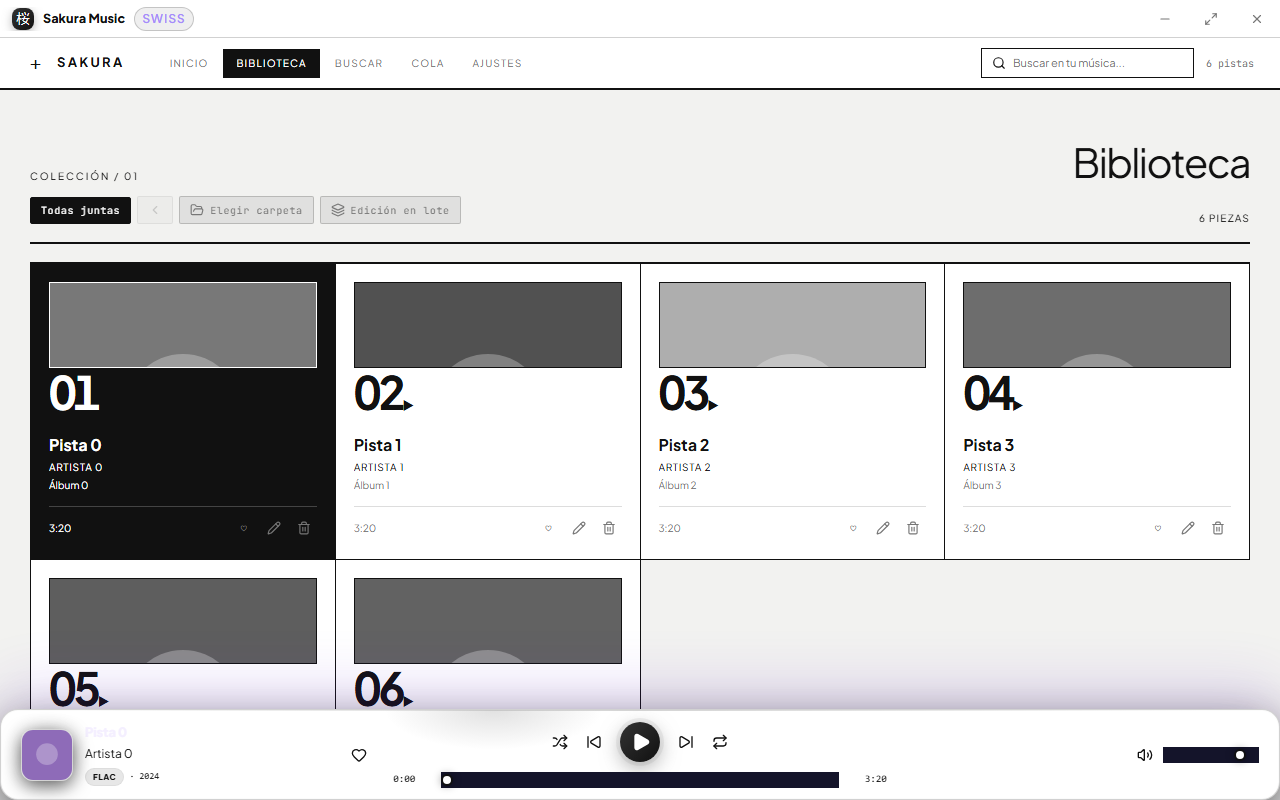 桜 Sakura Music SWISS
+ SAKURA INICIO BIBLIOTECA BUSCAR COLA AJUSTES Buscar en tu música... 6 pistas
Biblioteca
COLECCIÓN / 01
Todas juntas Elegir carpeta Edición en lote
6 PIEZAS
01 02 03 04
Pista 0 Pista 1 Pista 2 Pista 3
ARTISTA 0 ARTISTA 1 ARTISTA 2 ARTISTA 3
Álbum 0 Álbum 1 Álbum 2 Álbum 3
3:20 3:20 3:20 3:20
05 06
Pista 0
Artista 0
FLAC · 2024
0:00 3:20